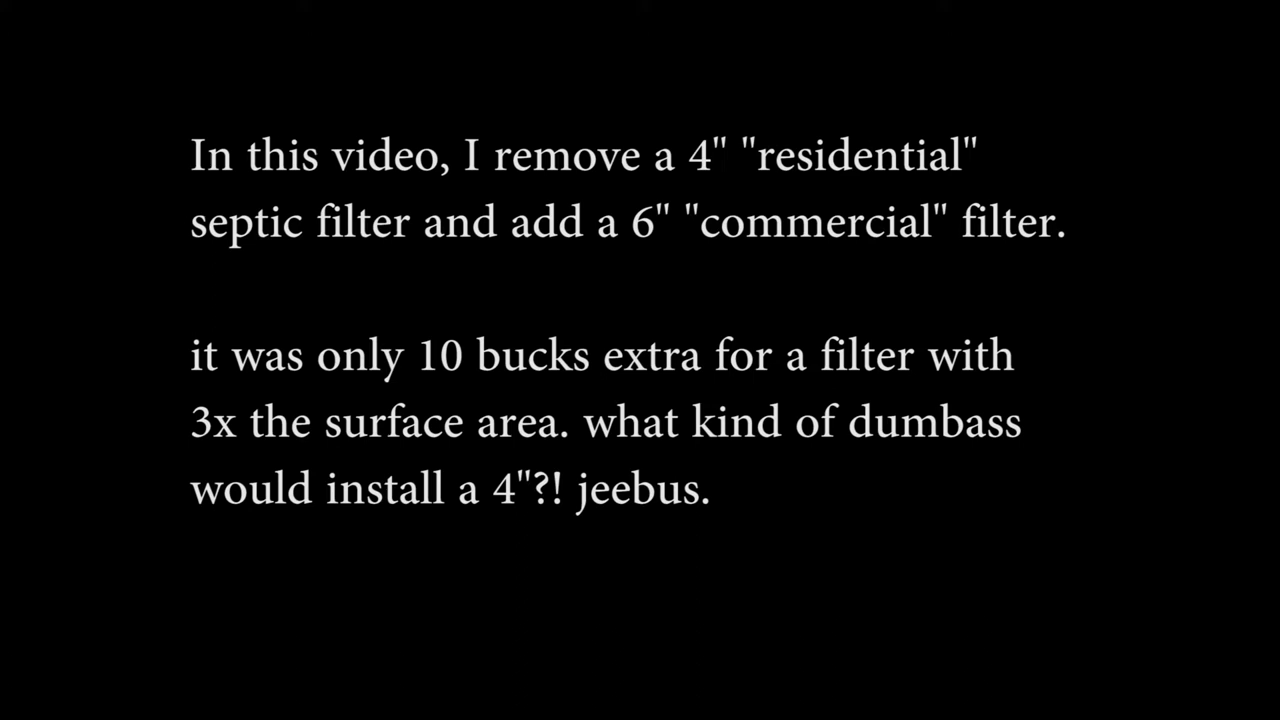 In this video, I remove a 4" "residential"
septic filter and add a 6" "commercial" filter.
it was only 10 bucks extra for a filter with
3x the surface area. what kind of dumbass
would install a 4"?! jeebus.